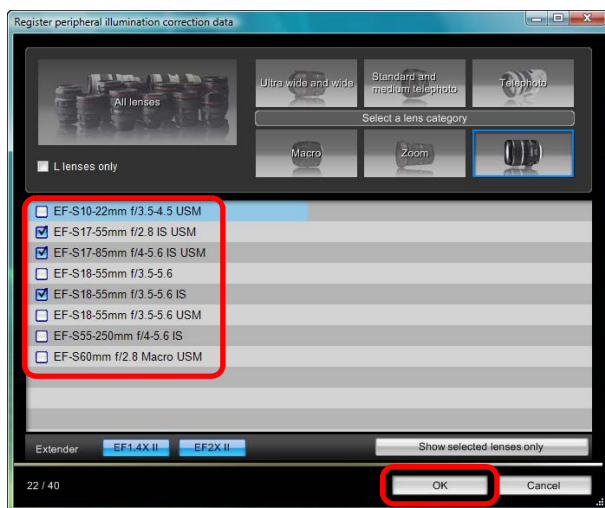 Register peripheral illumination correction data
All lenses
Ultra wide and wide
Standard and
medium telephoto
Telephoto
Select a lens category
L lenses only
Macro
Zoom
EF-S10-22mm f/3.5-4.5 USM
EF-S17-55mm f/2.8 IS USM
EF-S17-85mm f/4-5.6 IS USM
EF-S18-55mm f/3.5-5.6
EF-S18-55mm f/3.5-5.6 IS
EF-S18-55mm f/3.5-5.6 USM
EF-S55-250mm f/4-5.6 IS
EF-S60mm f/2.8 Macro USM
Extender EF1.4X II EF2X II Show selected lenses only
22 / 40 OK Cancel